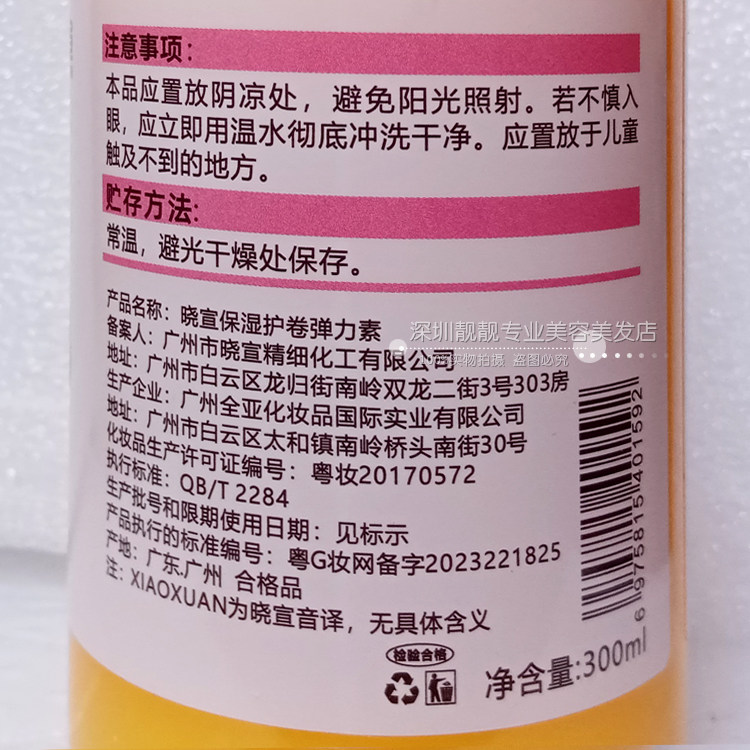 注意事项:
本品应置放阴凉处，避免阳光照射。若不慎入
眼，应立即用温水彻底冲洗干净。应置放于儿童
触及不到的地方。
贮存方法:
常温，避光干燥处保存。
产品名称: 晓宣保湿护卷弹力素
备案人: 广州市晓宣精细化工有限公司
地址: 广州市白云区龙归街南岭双龙二街3号303房
生产企业: 广州全亚化妆品国际实业有限公司
地址: 广州市白云区太和镇南岭桥头南街30号
化妆品生产许可证编号: 粤妆20170572
执行标准: QB/T 2284
生产批号和限期使用日期: 见标示
产品执行的标准编号: 粤G妆网备字2023221825
产地: 广东.广州 合格品
注: XIAOXUAN为晓宣音译，无具体含义
检验合格
净含量:300ml
6 975815 401592
深圳靓靓专业美容美发店
100%实物拍摄 盗图必究